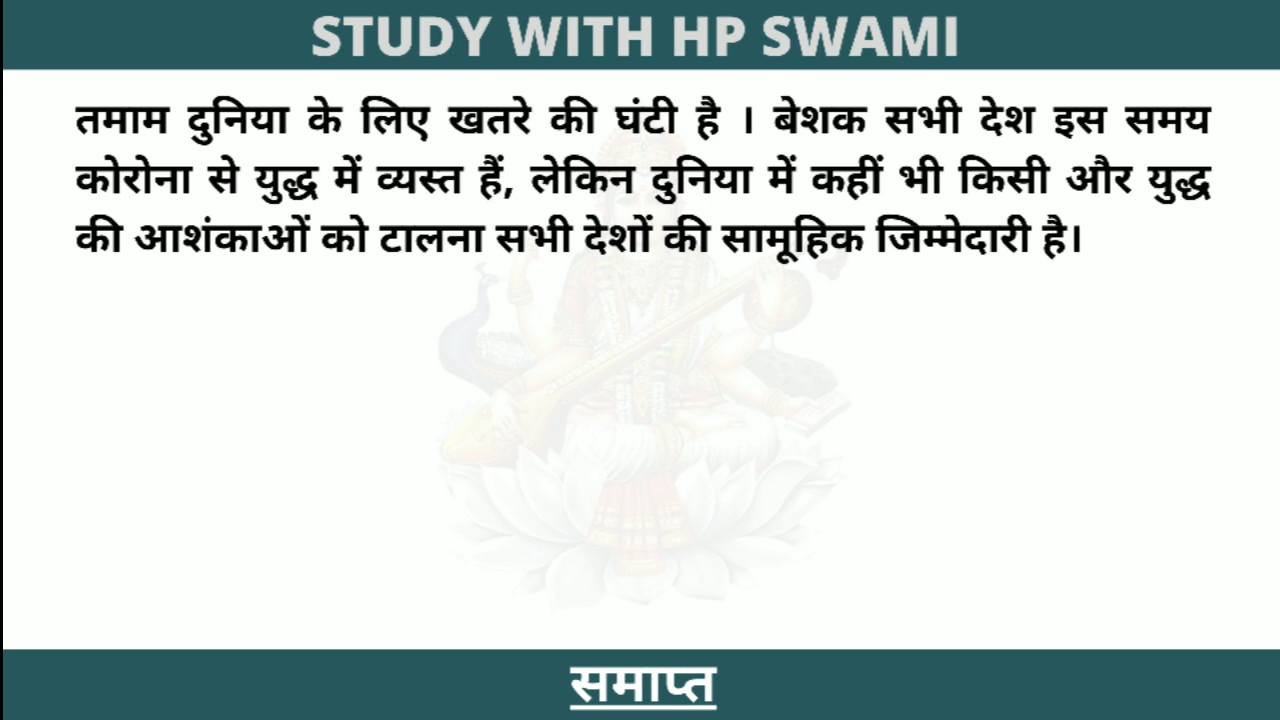 STUDY WITH HP SWAMI
तमाम दुनिया के लिए खतरे की घंटी है । बेशक सभी देश इस समय
कोरोना से युद्ध में व्यस्त हैं, लेकिन दुनिया में कहीं भी किसी और युद्ध
की आशंकाओं को टालना सभी देशों की सामूहिक जिम्मेदारी है।
समाप्त